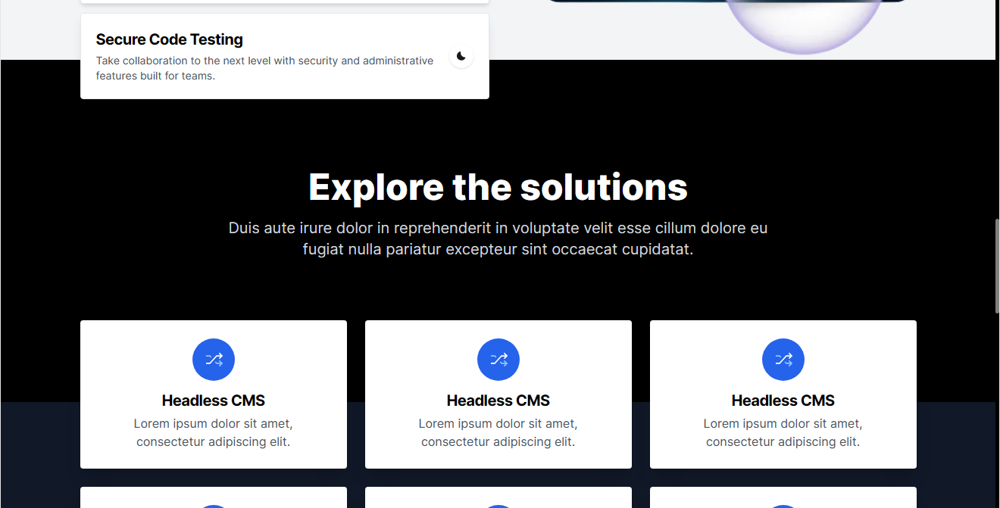 Secure Code Testing
Take collaboration to the next level with security and administrative
features built for teams.
Explore the solutions
Duis aute irure dolor in reprehenderit in voluptate velit esse cillum dolore eu
fugiat nulla pariatur excepteur sint occaecat cupidatat.
Headless CMS
Lorem ipsum dolor sit amet,
consectetur adipiscing elit.
Headless CMS
Lorem ipsum dolor sit amet,
consectetur adipiscing elit.
Headless CMS
Lorem ipsum dolor sit amet,
consectetur adipiscing elit.